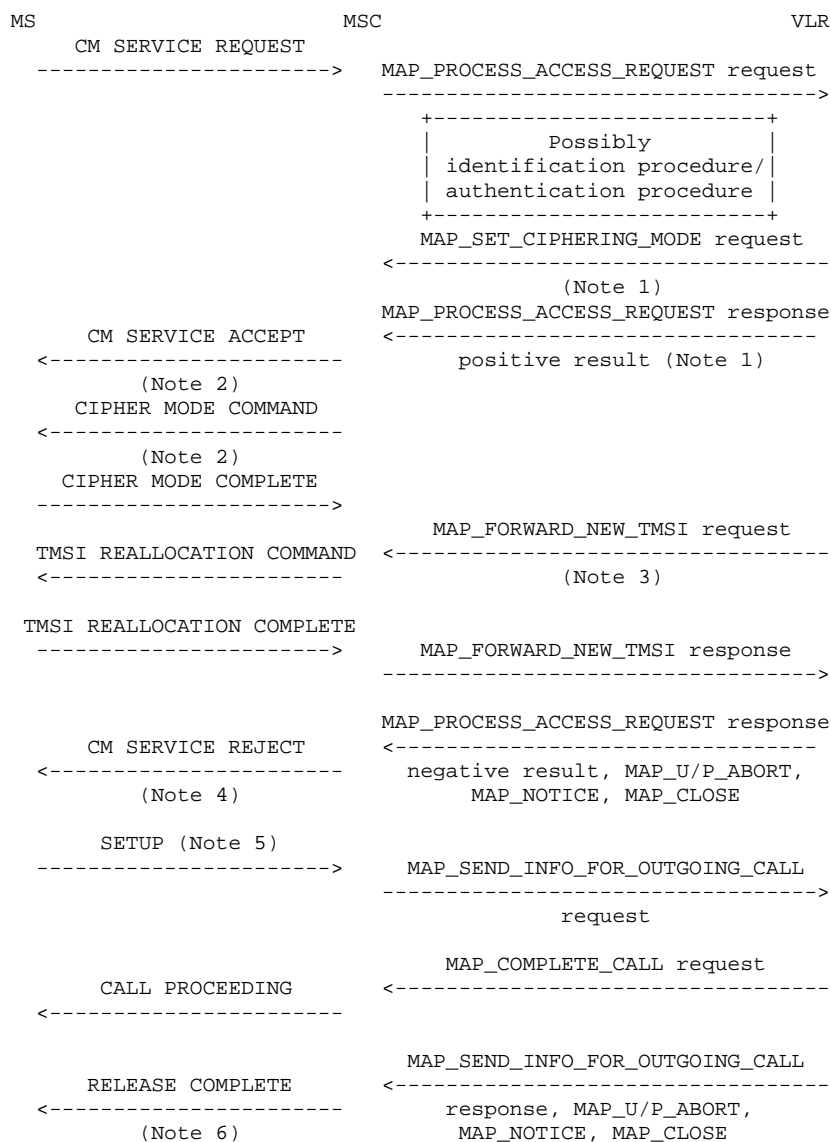 MS MSC VLR
CM SERVICE REQUEST
-----------------------> MAP_PROCESS_ACCESS_REQUEST request
---------------------------------->
+--------------------------+
| Possibly |
| identification procedure/|
| authentication procedure |
+--------------------------+
MAP_SET_CIPHERING_MODE request
<----------------------------------
(Note 1)
MAP_PROCESS_ACCESS_REQUEST response
CM SERVICE ACCEPT <---------------------------------
<----------------------- positive result (Note 1)
(Note 2)
CIPHER MODE COMMAND
<-----------------------
(Note 2)
CIPHER MODE COMPLETE
----------------------->
MAP_FORWARD_NEW_TMSI request
TMSI REALLOCATION COMMAND <----------------------------------
<----------------------- (Note 3)
TMSI REALLOCATION COMPLETE
-----------------------> MAP_FORWARD_NEW_TMSI response
---------------------------------->
MAP_PROCESS_ACCESS_REQUEST response
CM SERVICE REJECT <---------------------------------
<----------------------- negative result, MAP_U/P_ABORT,
(Note 4) MAP_NOTICE, MAP_CLOSE
SETUP (Note 5)
-----------------------> MAP_SEND_INFO_FOR_OUTGOING_CALL
---------------------------------->
request
MAP_COMPLETE_CALL request
CALL PROCEEDING <----------------------------------
<-----------------------
MAP_SEND_INFO_FOR_OUTGOING_CALL
RELEASE COMPLETE <----------------------------------
<----------------------- response, MAP_U/P_ABORT,
(Note 6) MAP_NOTICE, MAP_CLOSE